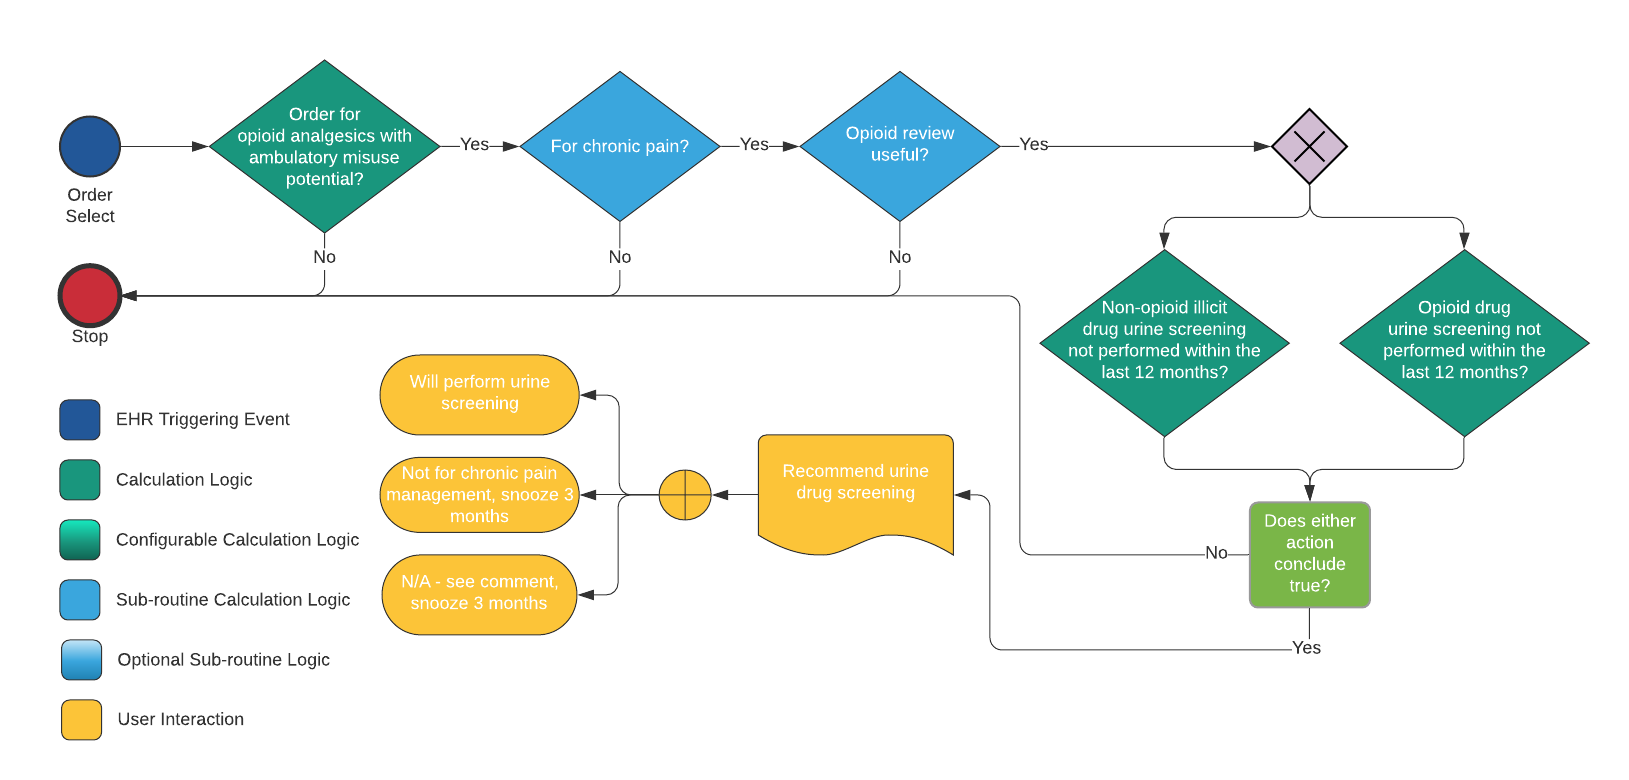 Order for
opioid analgesics with
ambulatory misuse
potential?
Yes
For chronic pain?
Yes
Opioid review
useful?
Yes
Order
Select
No
No
No
Stop
Non-opioid illicit
drug urine screening
not performed within the
last 12 months?
Opioid drug
urine screening not
performed within the
last 12 months?
Will perform urine
screening
Not for chronic pain
management, snooze 3
months
N/A - see comment,
snooze 3 months
Recommend urine
drug screening
Does either
action
conclude
true?
No
Yes
EHR Triggering Event
Calculation Logic
Configurable Calculation Logic
Sub-routine Calculation Logic
Optional Sub-routine Logic
User Interaction